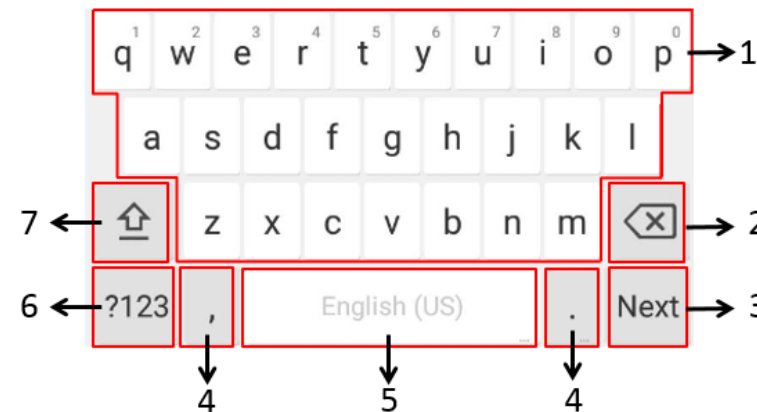 q 1 w 2 e 3 r 4 t 5 y 6 u 7 i 8 o 9 p 0 1
a s d f g h j k l
7 z x c v b n m 2
6 ?123 , English (US) ... . ... Next 3
4 5 4